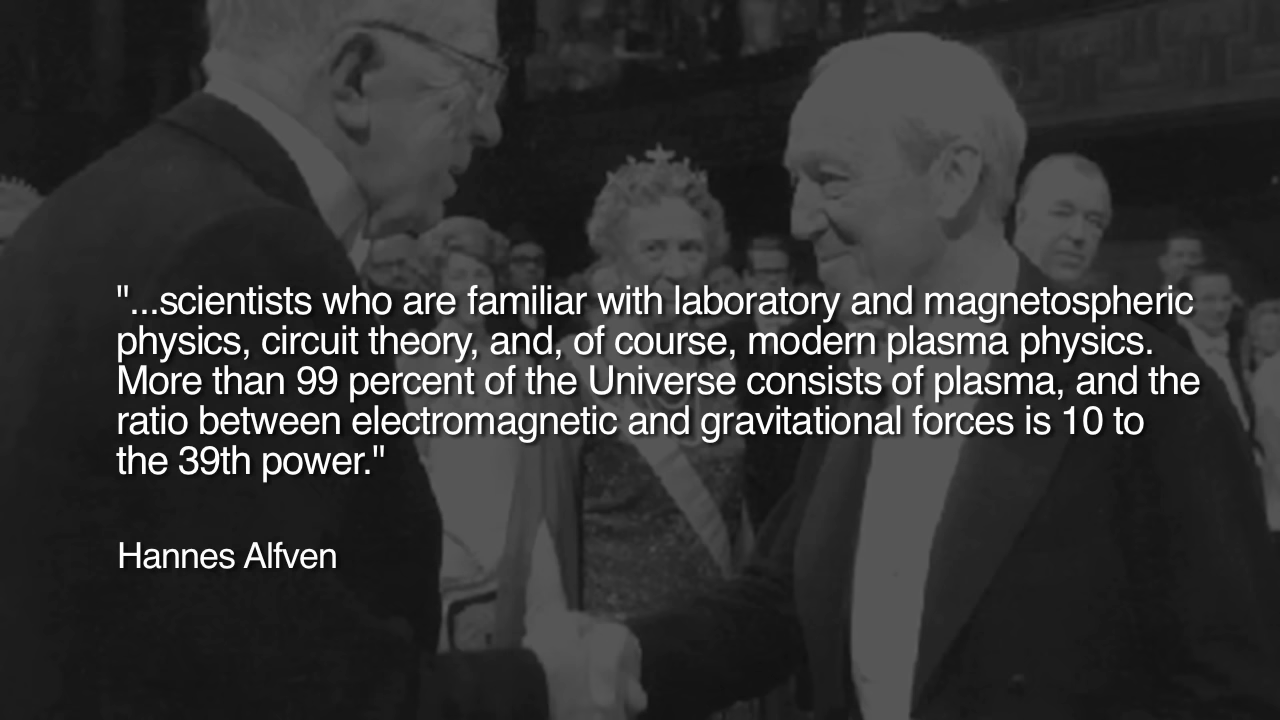 "...scientists who are familiar with laboratory and magnetospheric
physics, circuit theory, and, of course, modern plasma physics.
More than 99 percent of the Universe consists of plasma, and the
ratio between electromagnetic and gravitational forces is 10 to
the 39th power."
Hannes Alfven